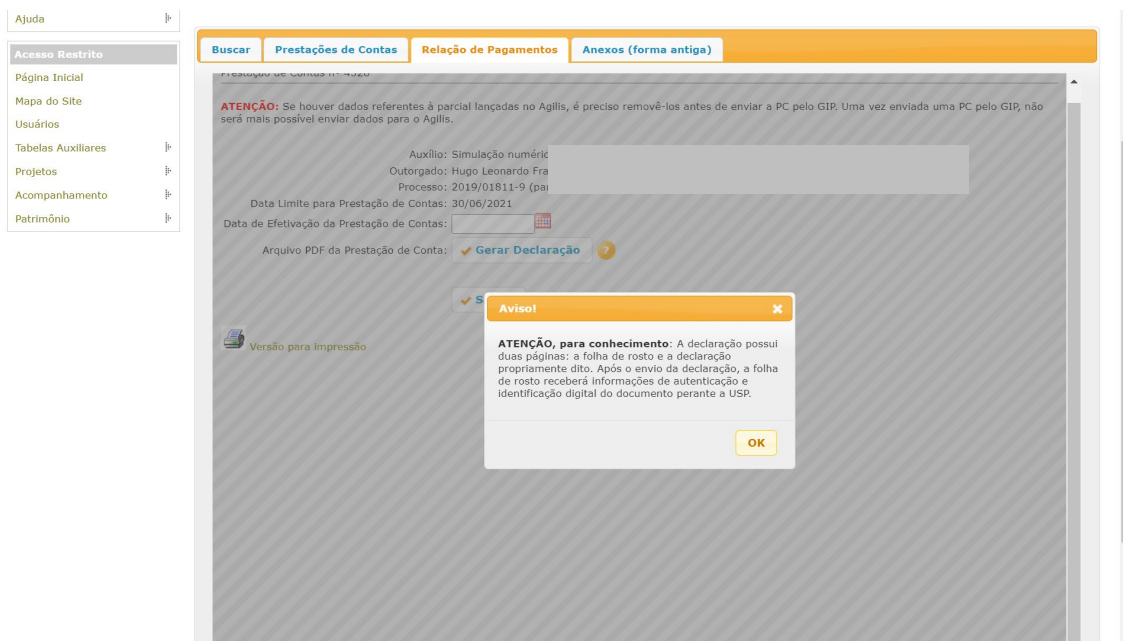 Ajuda
Acesso Restrito
Página Inicial
Mapa do Site
Usuários
Tabelas Auxiliares
Projetos
Acompanhamento
Patrimônio
Buscar Prestações de Contas Relação de Pagamentos Anexos (forma antiga)
Prestação de Contas nº 4520
ATENÇÃO: Se houver dados referentes à parcial lançadas no Agilis, é preciso removê-los antes de enviar a PC pelo GIP. Uma vez enviada uma PC pelo GIP, não
será mais possível enviar dados para o Agilis.
Auxílio: Simulação numéric
Outorgado: Hugo Leonardo Fra
Processo: 2019/01811-9 (pa
Data Limite para Prestação de Contas: 30/06/2021
Data de Efetivação da Prestação de Contas:
Arquivo PDF da Prestação de Conta: Gerar Declaração ?
S
Versão para impressão
Aviso!
ATENÇÃO, para conhecimento: A declaração possui
duas páginas: a folha de rosto e a declaração
propriamente dito. Após o envio da declaração, a folha
de rosto receberá informações de autenticação e
identificação digital do documento perante a USP.
OK